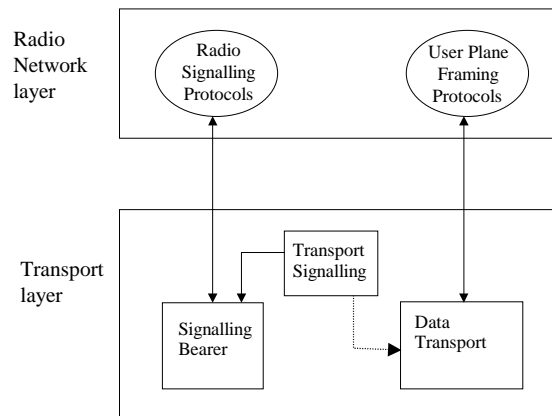 Radio
Network
layer
Radio
Signalling
Protocols
User Plane
Framing
Protocols
Transport
layer
Transport
Signalling
Signalling
Bearer
Data
Transport